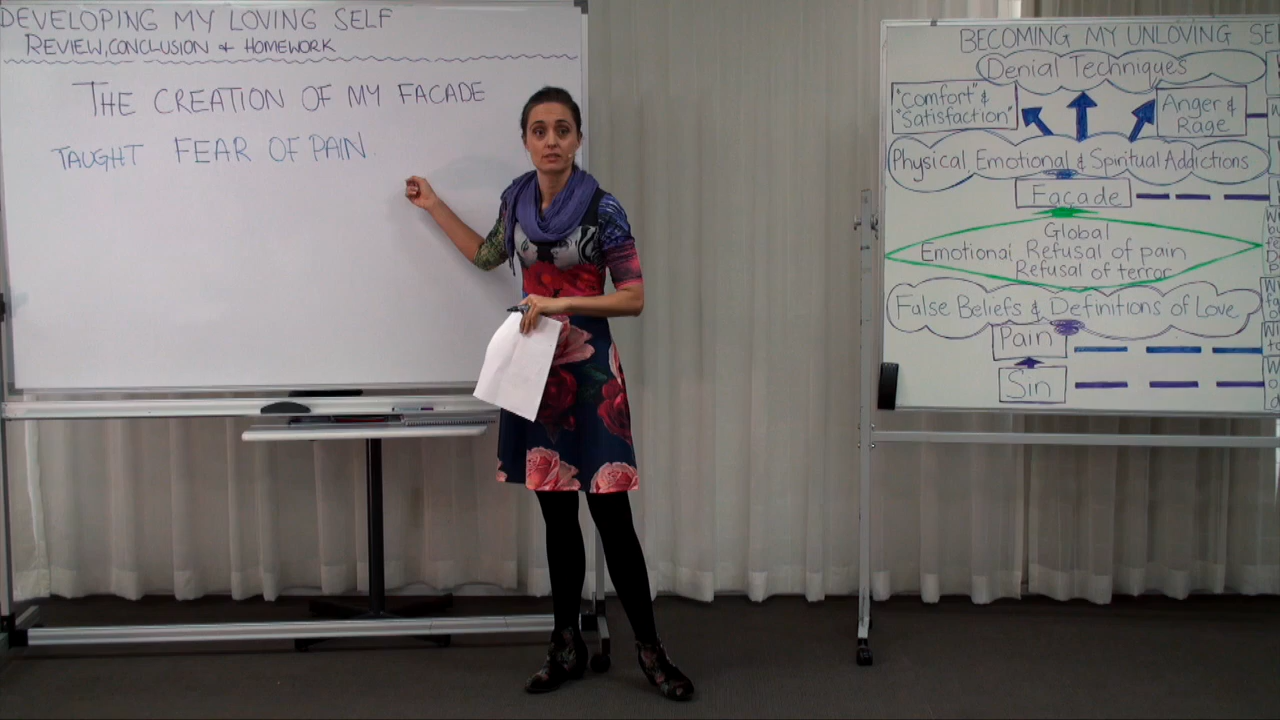 DEVELOPING MY LOVING SELF
REVIEW, CONCLUSION & HOMEWORK
THE CREATION OF MY FACADE
TAUGHT FEAR OF PAIN.
BECOMING MY UNLOVING SE
Denial Techniques
"Comfort" &
"Satisfaction"
Anger &
Rage
Physical, Emotional & Spiritual Addictions
Façade
Global
Emotional Refusal of pain
Refusal of terror
False Beliefs & Definitions of Love
Pain
Sin